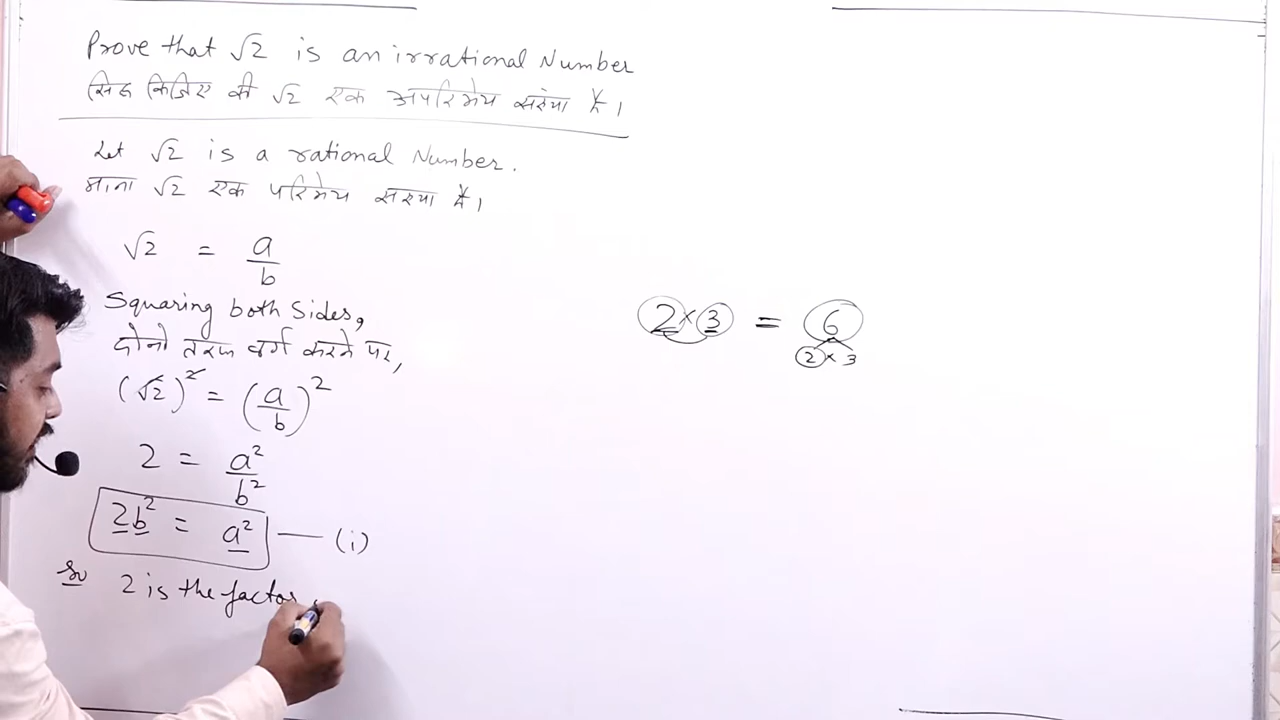 Prove that √2 is an irrational Number
सिद्ध किजिए की √2 एक अपरिमेय संख्या है।
Let √2 is a rational Number.
माना √2 एक परिमेय संख्या है।
√2 = a/b
Squaring both Sides,
दोनो तरफ वर्ग करने पर,
(√2)² = (a/b)²
2 = a²/b²
2b² = a² — (i)
So 2 is the factor
2×3 = 6
2×3